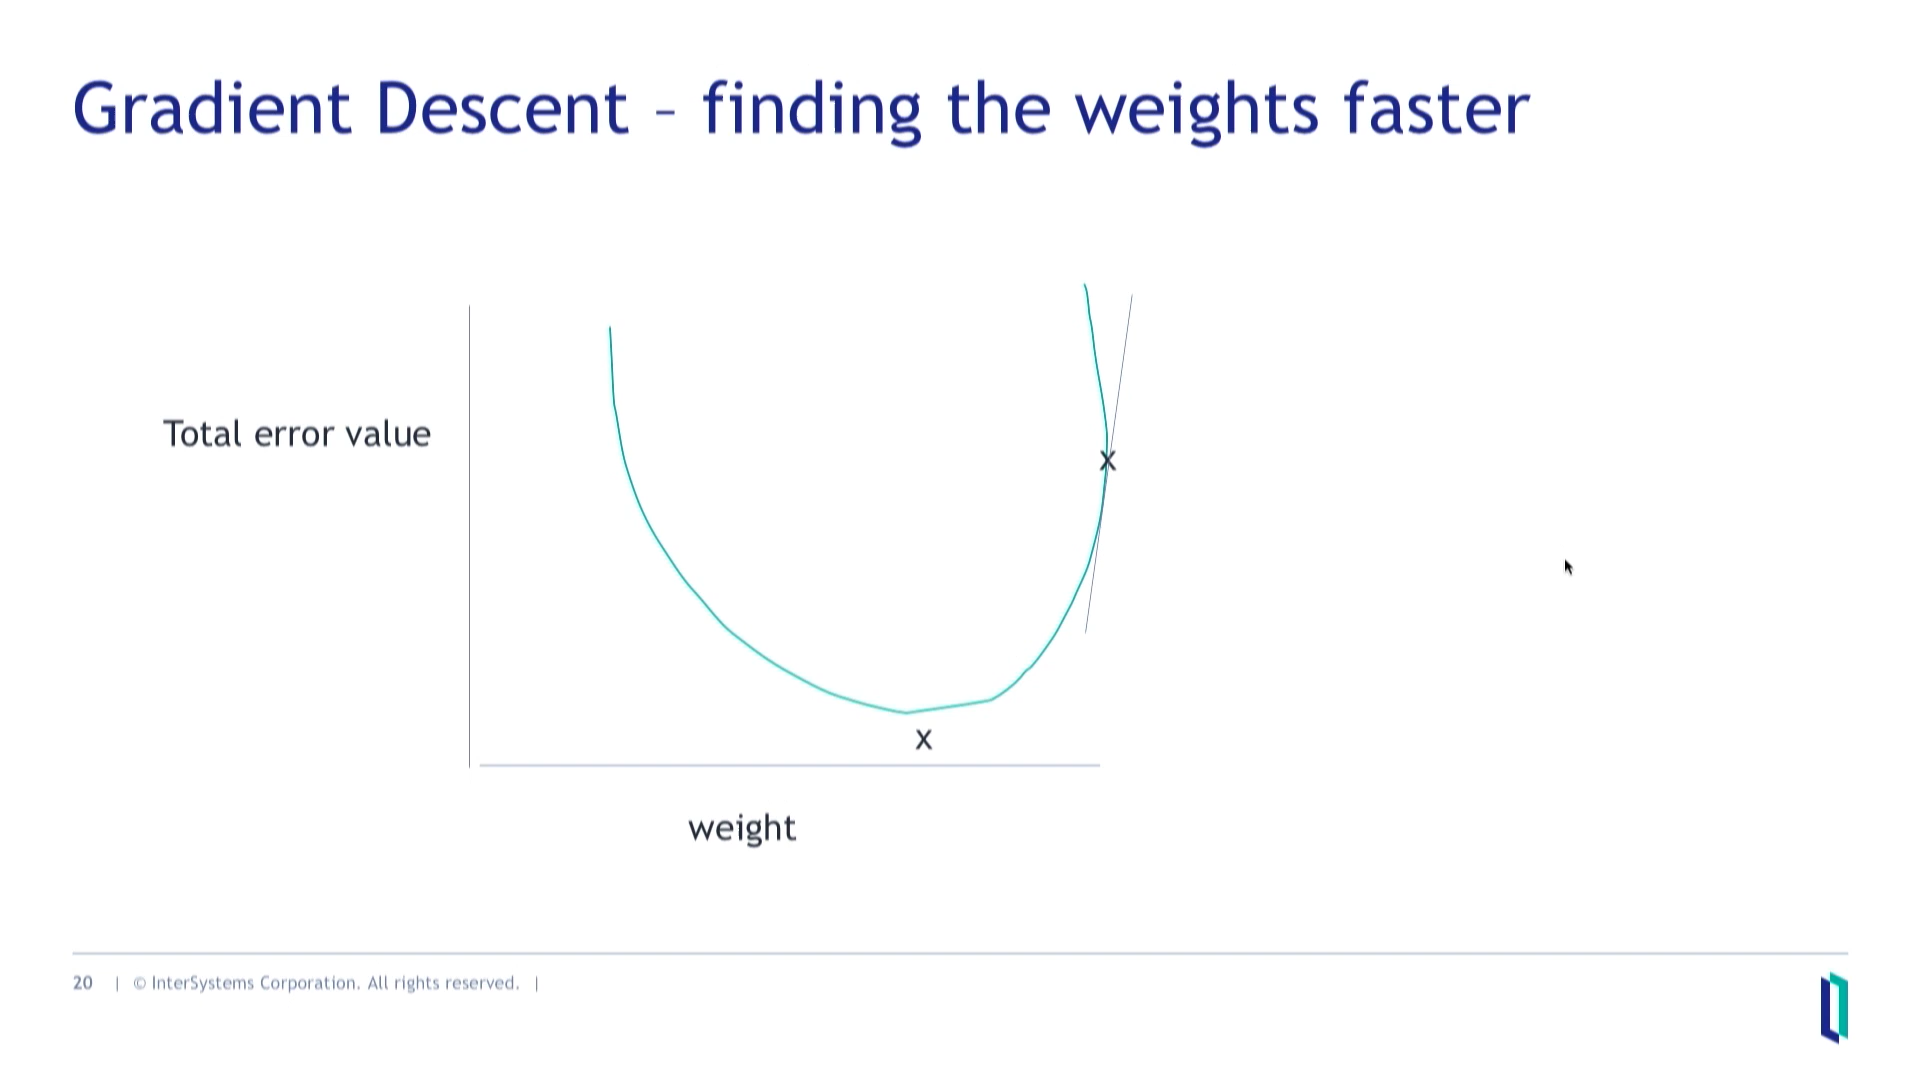 Gradient Descent - finding the weights faster
Total error value
x
x
weight
20 | © InterSystems Corporation. All rights reserved. |